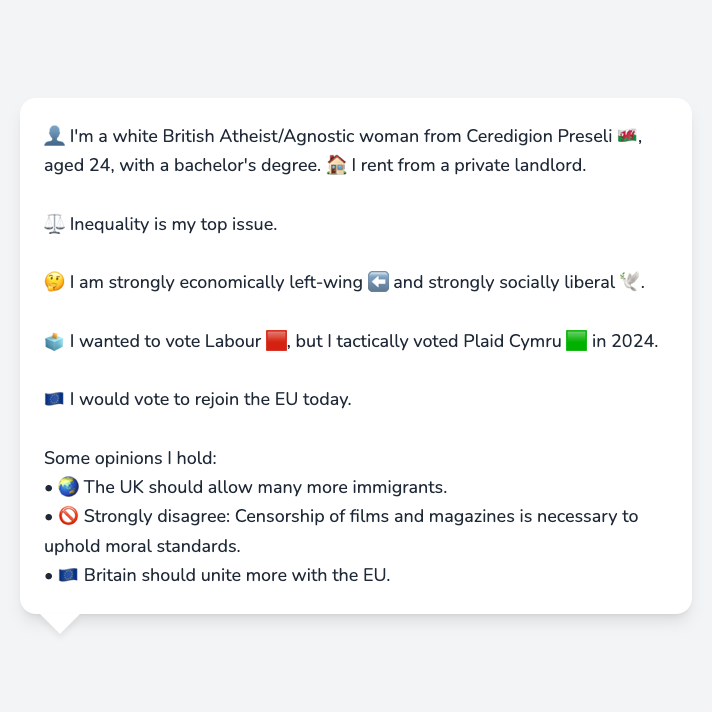 👤 I'm a white British Atheist/Agnostic woman from Ceredigion Preseli 🏴󠁧󠁢󠁷󠁬󠁳󠁿,
aged 24, with a bachelor's degree. 🏠 I rent from a private landlord.
⚖️ Inequality is my top issue.
🤔 I am strongly economically left-wing ⬅️ and strongly socially liberal 🕊️.
🗳️ I wanted to vote Labour 🟥, but I tactically voted Plaid Cymru 🟩 in 2024.
🇪🇺 I would vote to rejoin the EU today.
Some opinions I hold:
• 🌏 The UK should allow many more immigrants.
• 🚫 Strongly disagree: Censorship of films and magazines is necessary to
uphold moral standards.
• 🇪🇺 Britain should unite more with the EU.